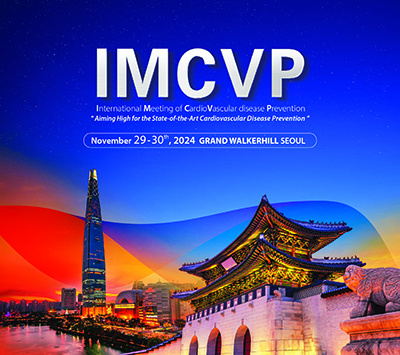 IMCVP
International Meeting of CardioVascular disease Prevention
" Aiming High for the State-of-the-Art Cardiovascular Disease Prevention "
November 29-30th, 2024 GRAND WALKERHILL SEOUL